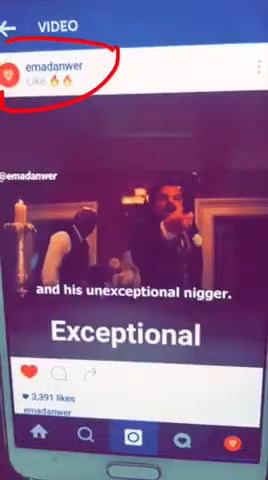 VIDEO
emadanwer
Like 🔥🔥
@emadanwer
and his unexceptional nigger.
Exceptional
3,391 likes
emadanwer